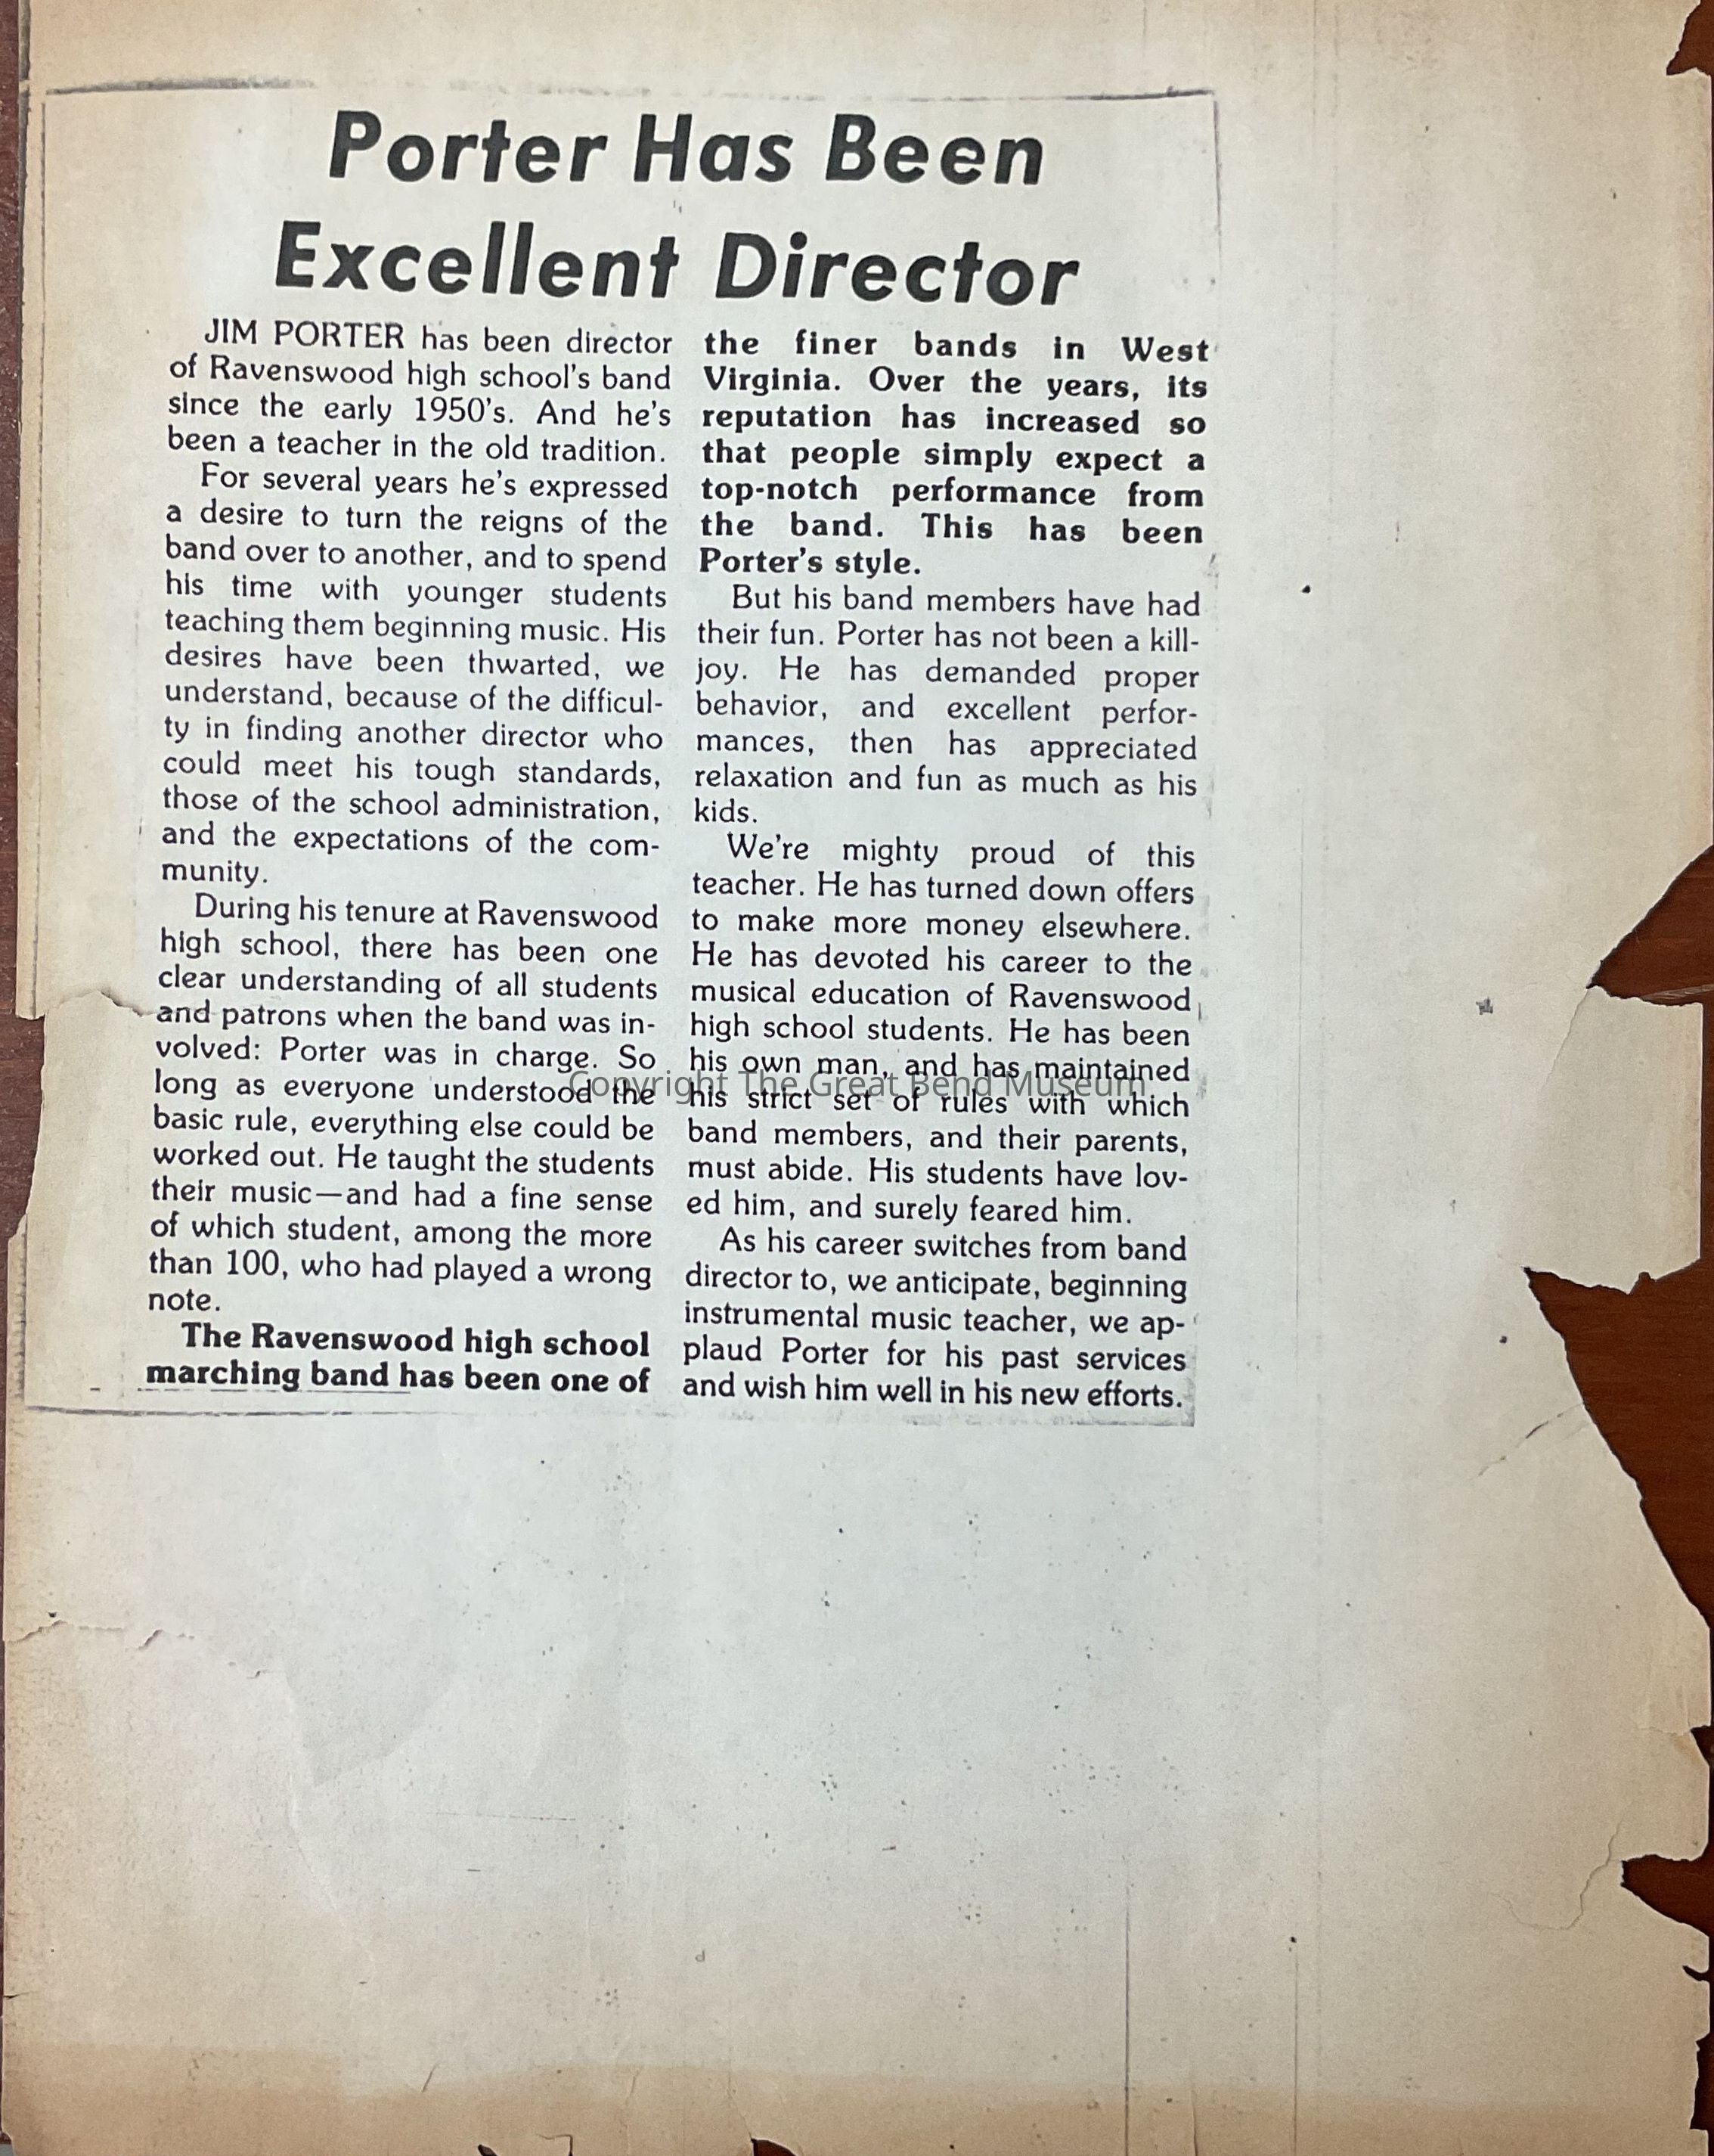 Porter Has Been
Excellent Director
JIM PORTER has been director
of Ravenswood high school's band
since the early 1950's. And he's
been a teacher in the old tradition.
For several years he's expressed
a desire to turn the reigns of the
band over to another, and to spend
his time with younger students
teaching them beginning music. His
desires have been thwarted, we
understand, because of the difficul-
ty in finding another director who
could meet his tough standards,
those of the school administration,
and the expectations of the com-
munity.
During his tenure at Ravenswood
high school, there has been one
clear understanding of all students
and patrons when the band was in-
volved: Porter was in charge. So
long as everyone understood the
basic rule, everything else could be
worked out. He taught the students
their music—and had a fine sense
of which student, among the more
than 100, who had played a wrong
note.
The Ravenswood high school
marching band has been one of
the finer bands in West
Virginia. Over the years, its
reputation has increased so
that people simply expect a
top-notch performance from
the band. This has been
Porter's style.
But his band members have had
their fun. Porter has not been a kill-
joy. He has demanded proper
behavior, and excellent perfor-
mances, then has appreciated
relaxation and fun as much as his
kids.
We're mighty proud of this
teacher. He has turned down offers
to make more money elsewhere.
He has devoted his career to the
musical education of Ravenswood
high school students. He has been
his own man, and has maintained
his strict set of rules with which
band members, and their parents,
must abide. His students have lov-
ed him, and surely feared him.
As his career switches from band
director to, we anticipate, beginning
instrumental music teacher, we ap-
plaud Porter for his past services
and wish him well in his new efforts.
Copyright The Great Bend Museum